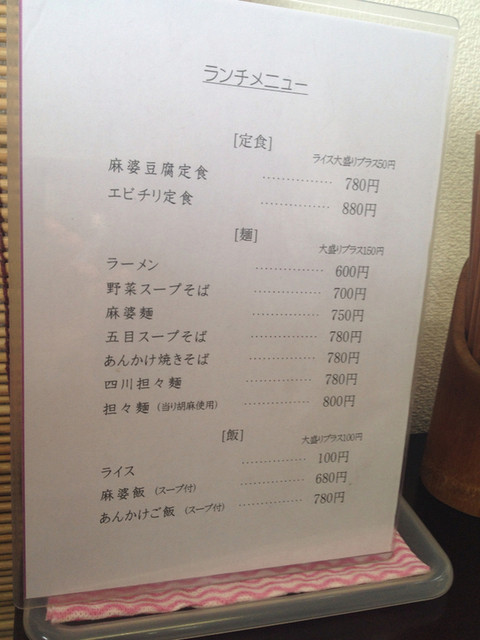 ランチメニュー
[定食]
ライス大盛りプラス50円
麻婆豆腐定食 ・・・・・・・・・・・・・ 780円
エビチリ定食 ・・・・・・・・・・・・・ 880円
[麺]
大盛りプラス150円
ラーメン ・・・・・・・・・・・・・ 600円
野菜スープそば ・・・・・・・・・・・・・ 700円
麻婆麺 ・・・・・・・・・・・・・ 750円
五目スープそば ・・・・・・・・・・・・・ 780円
あんかけ焼きそば ・・・・・・・・・・・・・ 780円
四川担々麺 ・・・・・・・・・・・・・ 780円
担々麺 (当り胡麻使用) ・・・・・・・・・・・・・ 800円
[飯]
大盛りプラス100円
ライス ・・・・・・・・・・・・・ 100円
麻婆飯 (スープ付) ・・・・・・・・・・・・・ 680円
あんかけご飯 (スープ付) ・・・・・・・・・・・・・ 780円